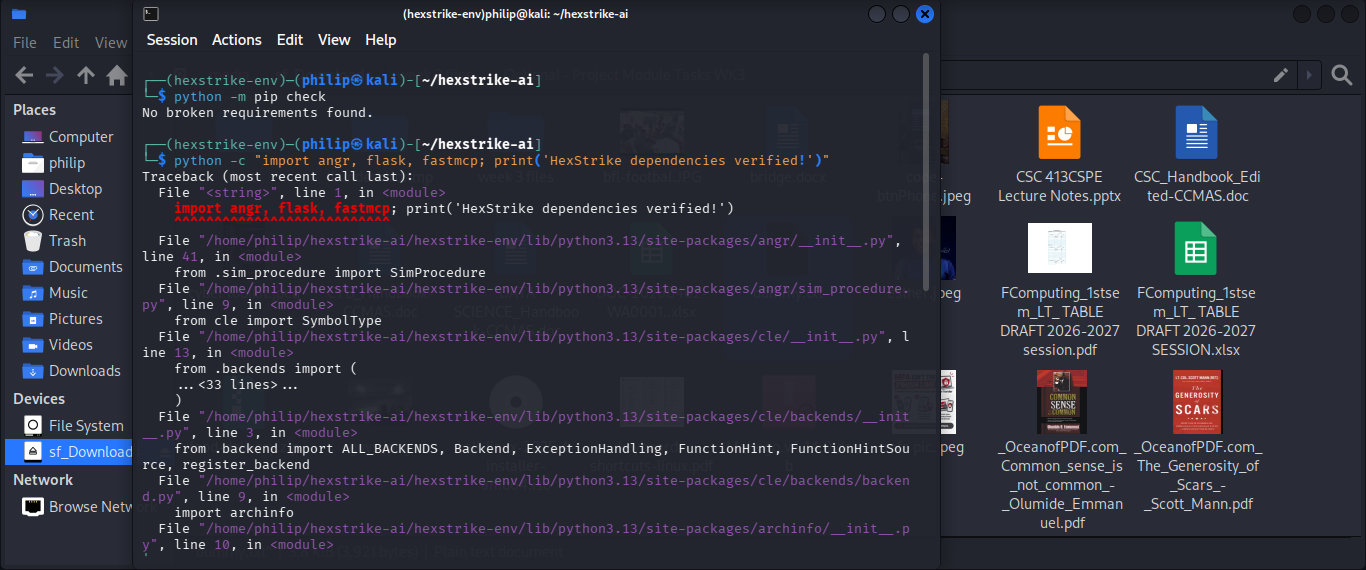 (hexstrike-env)philip@kali: ~/hexstrike-ai
File Edit View
Session Actions Edit View Help
Places
Computer
philip
Desktop
Recent
Trash
Documents
Music
Pictures
Videos
Downloads
Devices
File System
sf_Download
Network
Browse Netw
┌──(hexstrike-env)─(philip㉿kali)-[~/hexstrike-ai]
└─$ python -m pip check
No broken requirements found.
┌──(hexstrike-env)─(philip㉿kali)-[~/hexstrike-ai]
└─$ python -c "import angr, flask, fastmcp; print('HexStrike dependencies verified!')"
Traceback (most recent call last):
File "<string>", line 1, in <module>
import angr, flask, fastmcp; print('HexStrike dependencies verified!')
^^^^^^^^^^^^^^^^^^^^^^^^^^^
File "/home/philip/hexstrike-ai/hexstrike-env/lib/python3.13/site-packages/angr/__init__.py",
line 41, in <module>
from .sim_procedure import SimProcedure
File "/home/philip/hexstrike-ai/hexstrike-env/lib/python3.13/site-packages/angr/sim_procedure.
py", line 9, in <module>
from cle import SymbolType
File "/home/philip/hexstrike-ai/hexstrike-env/lib/python3.13/site-packages/cle/__init__.py", l
ine 13, in <module>
from .backends import (
...<33 lines>...
)
File "/home/philip/hexstrike-ai/hexstrike-env/lib/python3.13/site-packages/cle/backends/__init
__.py", line 3, in <module>
from .backend import ALL_BACKENDS, Backend, ExceptionHandling, FunctionHint, FunctionHintSou
rce, register_backend
File "/home/philip/hexstrike-ai/hexstrike-env/lib/python3.13/site-packages/cle/backends/backen
d.py", line 9, in <module>
import archinfo
File "/home/philip/hexstrike-ai/hexstrike-env/lib/python3.13/site-packages/archinfo/__init__.p
y", line 10, in <module>
CSC 413CSPE
Lecture Notes.pptx
CSC_Handbook_Edi
ted-CCMAS.doc
FComputing_1stse
m_LT_ TABLE
DRAFT 2026-2027
session.pdf
FComputing_1stse
m_LT_ TABLE
DRAFT 2026-2027
SESSION.xlsx
COMMON
SENSE
COMMON
The
GENEROSITY
of
SCARS
_OceanofPDF.com_
Common_sense_is
_not_common_-
_Olumide_Emman
uel.pdf
_OceanofPDF.com_
The_Generosity_of
_Scars_-
_Scott_Mann.pdf